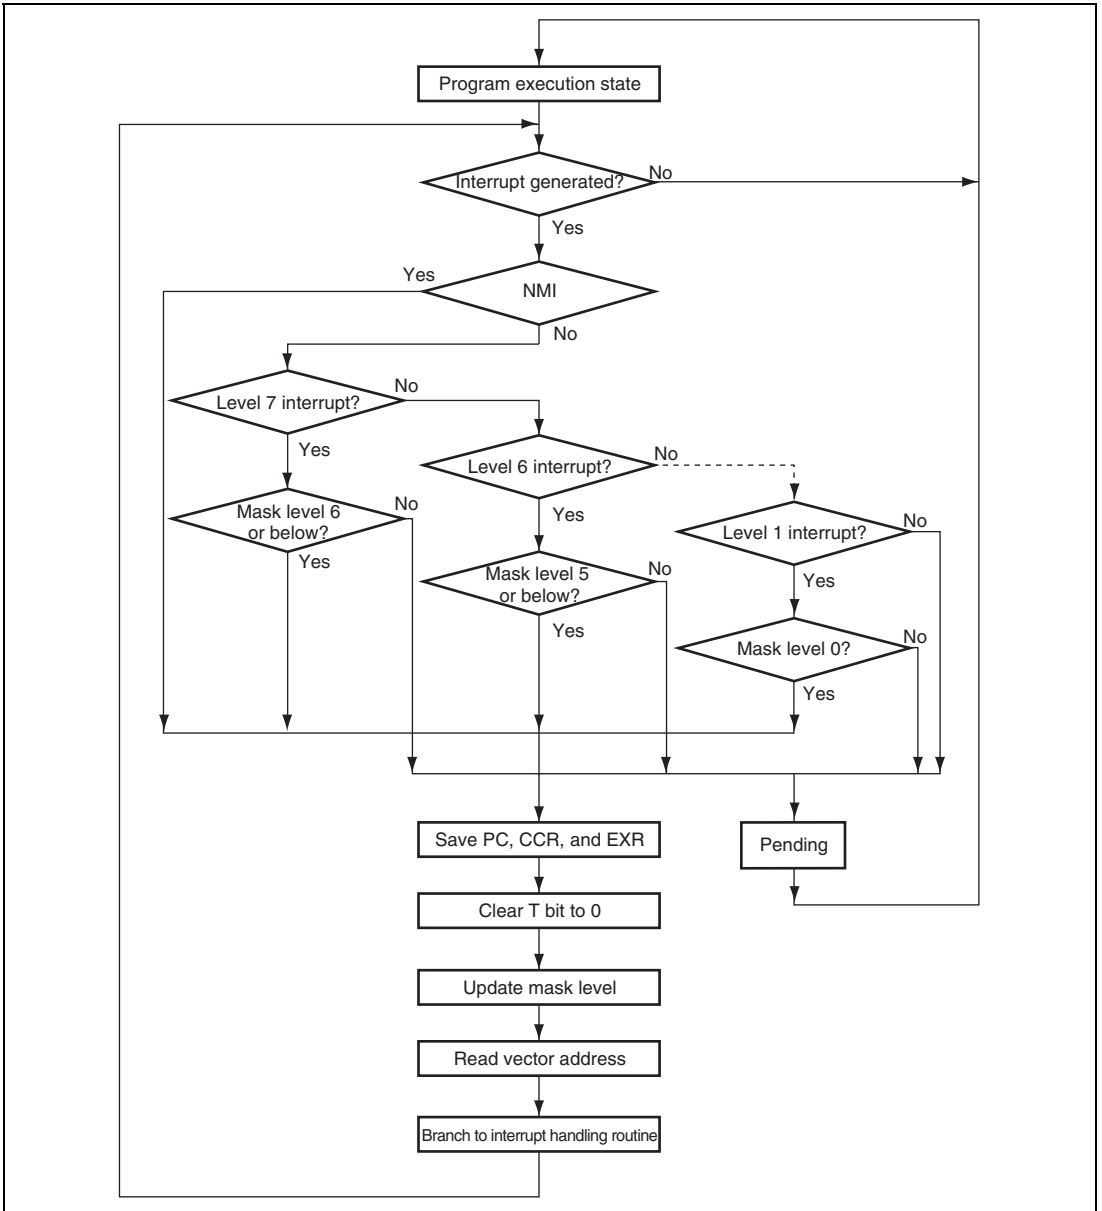 Program execution state
Interrupt generated?
No
Yes
Yes
NMI
No
Level 7 interrupt?
No
Yes
Level 6 interrupt?
No
Mask level 6
or below?
No
Yes
Yes
Level 1 interrupt?
No
Mask level 5
or below?
No
Yes
Yes
Mask level 0?
No
Yes
Save PC, CCR, and EXR
Pending
Clear T bit to 0
Update mask level
Read vector address
Branch to interrupt handling routine